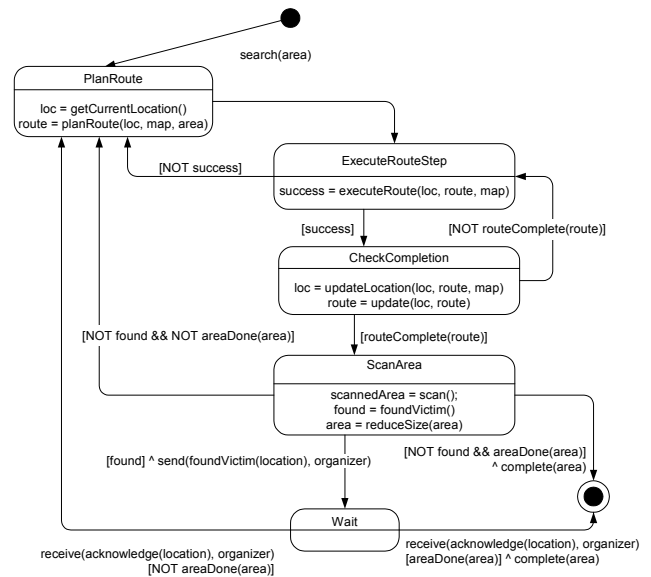 search(area)
PlanRoute
loc = getCurrentLocation()
route = planRoute(loc, map, area)
ExecuteRouteStep
[NOT success]
success = executeRoute(loc, route, map)
[success]
[NOT routeComplete(route)]
CheckCompletion
loc = updateLocation(loc, route, map)
route = update(loc, route)
[NOT found && NOT areaDone(area)]
[routeComplete(route)]
ScanArea
scannedArea = scan();
found = foundVictim()
area = reduceSize(area)
[found] ^ send(foundVictim(location), organizer)
[NOT found && areaDone(area)]
^ complete(area)
Wait
receive(acknowledge(location), organizer)
[NOT areaDone(area)]
receive(acknowledge(location), organizer)
[areaDone(area)] ^ complete(area)